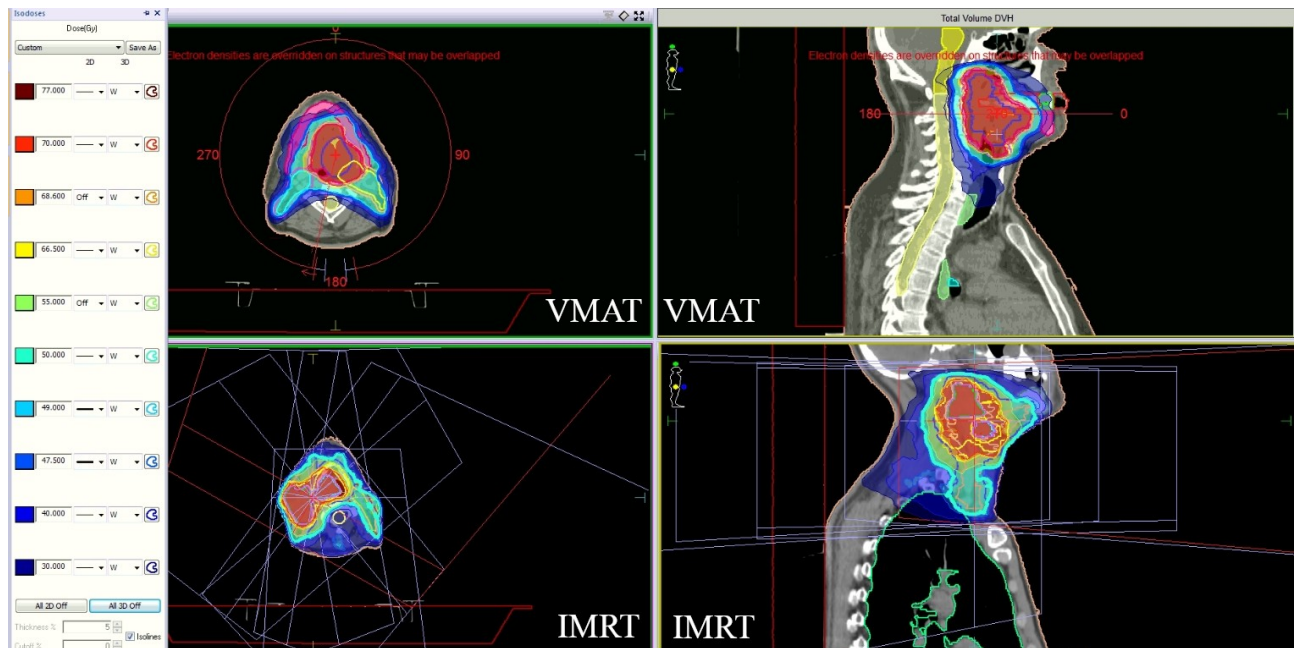 Isodoses
Dose(Gy)
Custom Save As
2D 3D
77.000 W
70.000 W
68.600 Off W
66.500 W
55.000 Off W
50.000 W
49.000 W
47.500 W
40.000 W
30.000 W
All 2D Off All 3D Off
Thickness % 5
Isolines
Cutoff % 0
0
Electron densities are overridden on structures that may be overlapped
270 90
180
VMAT
Total Volume DVH
Electron densities are overridden on structures that may be overlapped
180 0
VMAT
IMRT
IMRT